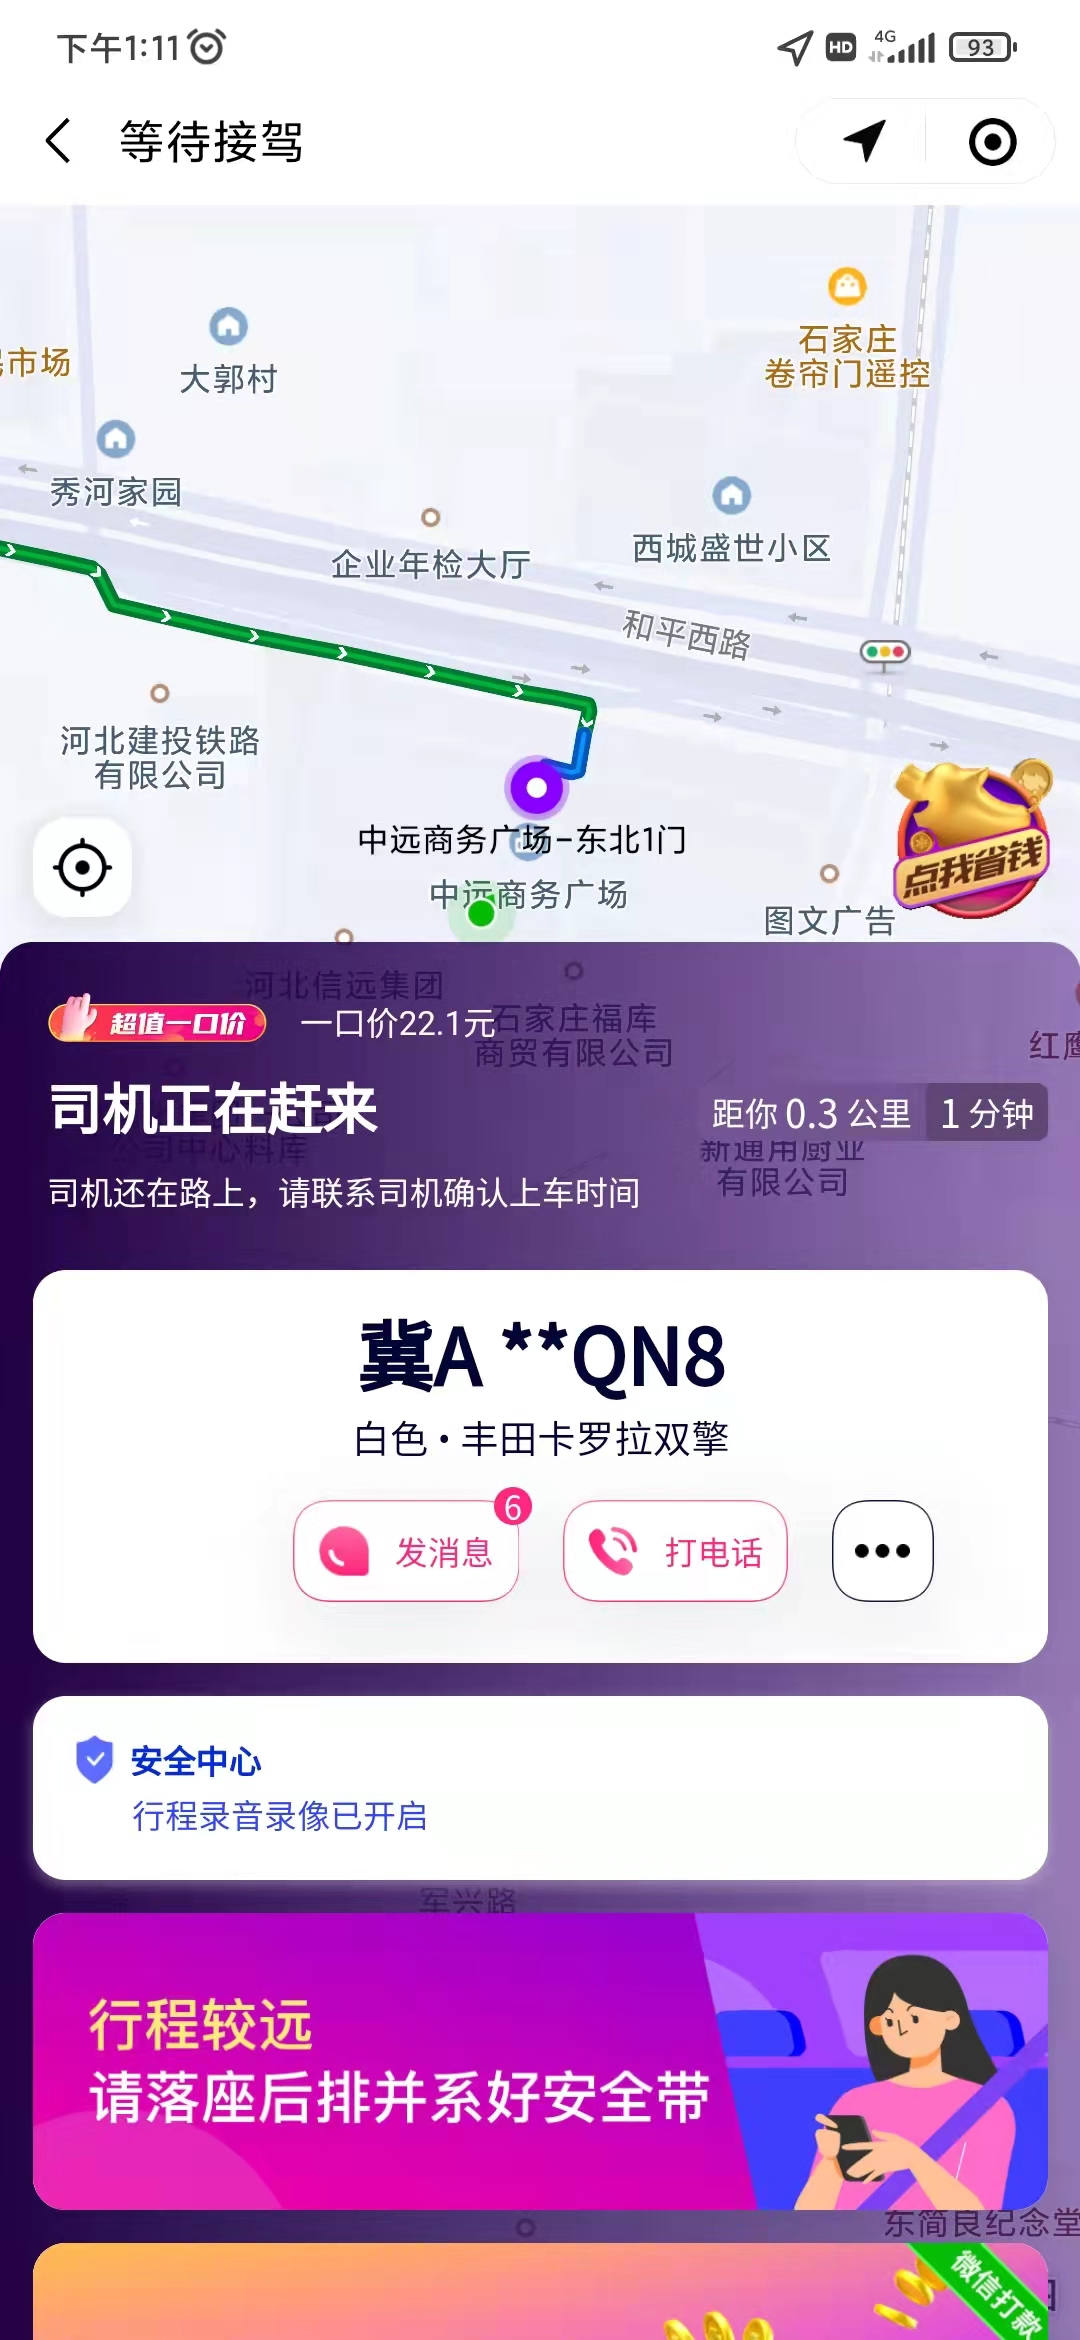 下午1:11
HD
4G
93
等待接驾
石家庄
卷帘门遥控
市场
大郭村
秀河家园
企业年检大厅
西城盛世小区
和平西路
河北建投铁路
有限公司
中远商务广场-东北1门
中远商务广场
点我省钱
图文广告
河北信远集团
石家庄福库
商贸有限公司
红鹰
超值一口价
一口价22.1元
司机正在赶来
距你0.3公里
1分钟
公司中心料库
新通用厨业
有限公司
司机还在路上，请联系司机确认上车时间
冀A **QN8
白色·丰田卡罗拉双擎
发消息
6
打电话
安全中心
行程录音录像已开启
军兴路
行程较远
请落座后排并系好安全带
东简良纪念堂
微信打款